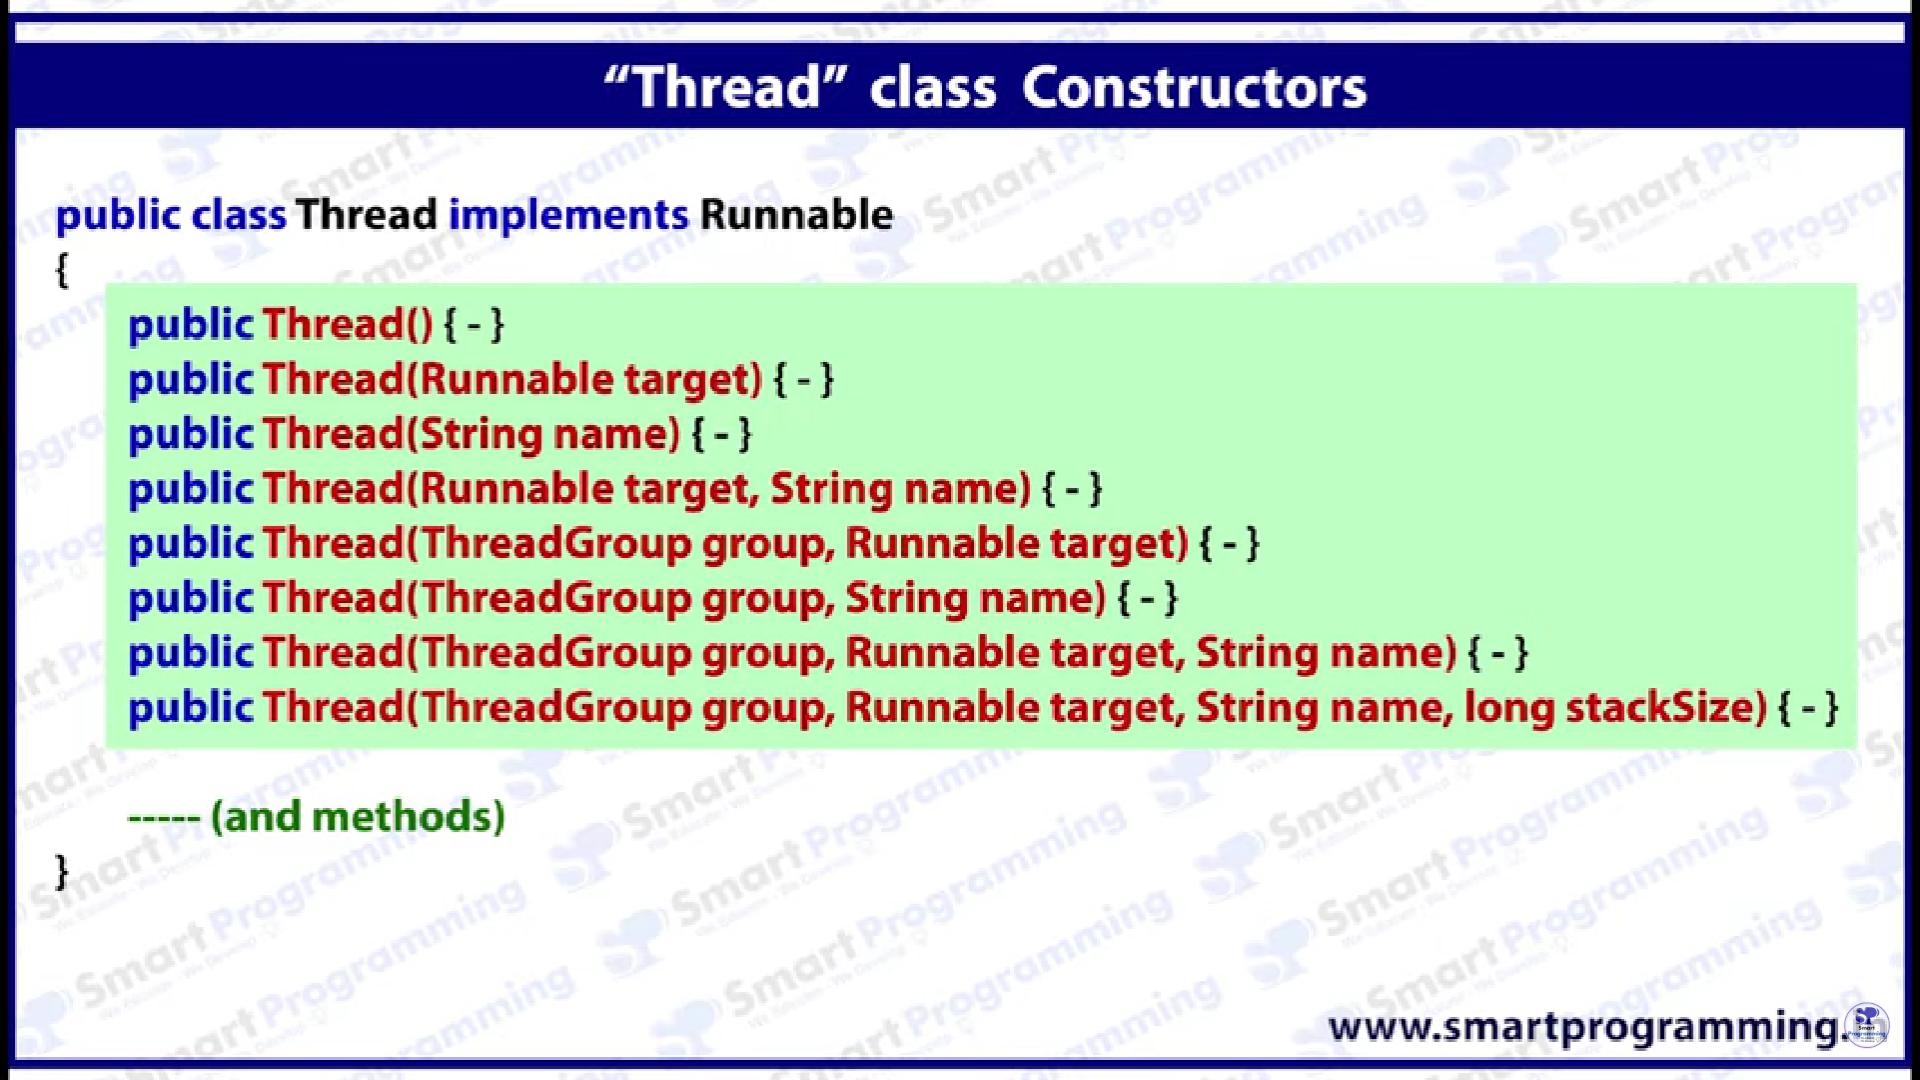 “Thread” class Constructors
public class Thread implements Runnable
{
public Thread() { - }
public Thread(Runnable target) { - }
public Thread(String name) { - }
public Thread(Runnable target, String name) { - }
public Thread(ThreadGroup group, Runnable target) { - }
public Thread(ThreadGroup group, String name) { - }
public Thread(ThreadGroup group, Runnable target, String name) { - }
public Thread(ThreadGroup group, Runnable target, String name, long stackSize) { - }
----- (and methods)
}
www.smartprogramming.
Smart Programming